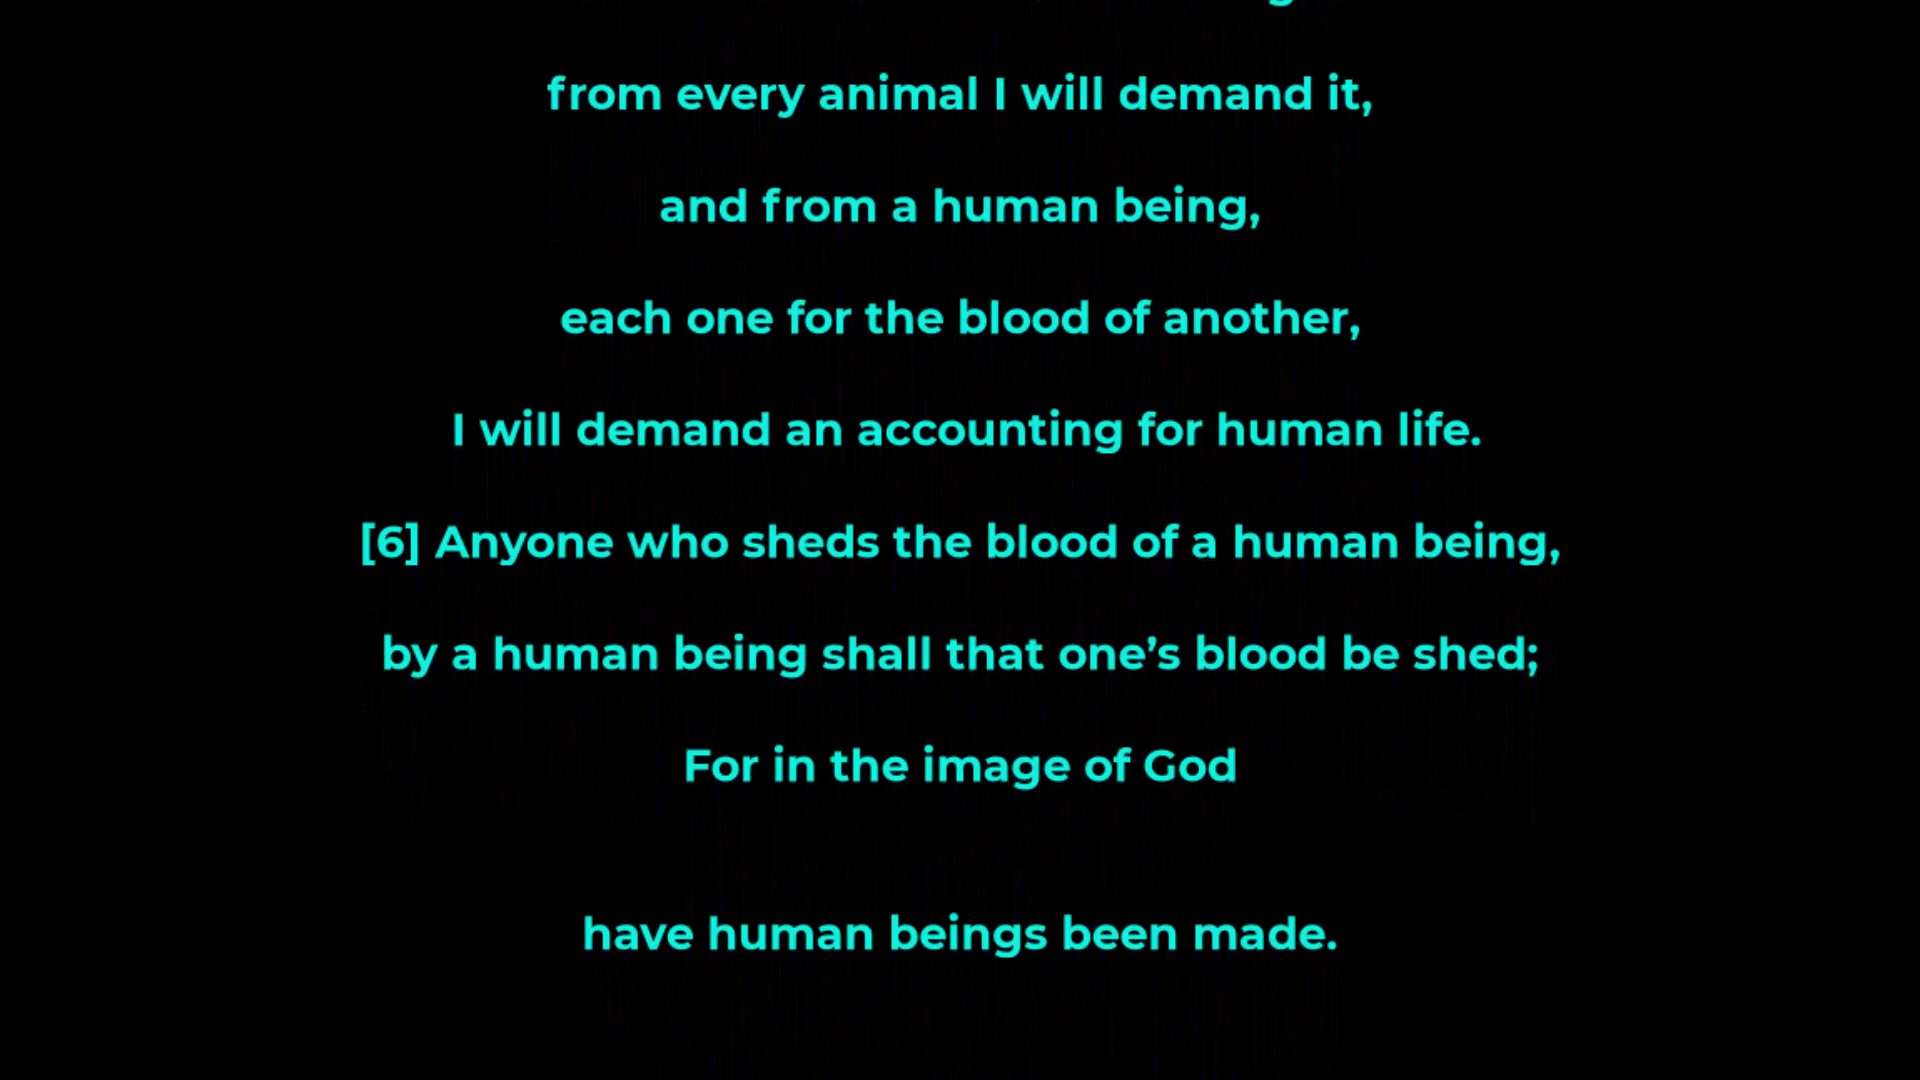 from every animal I will demand it,
and from a human being,
each one for the blood of another,
I will demand an accounting for human life.
[6] Anyone who sheds the blood of a human being,
by a human being shall that one’s blood be shed;
For in the image of God
have human beings been made.